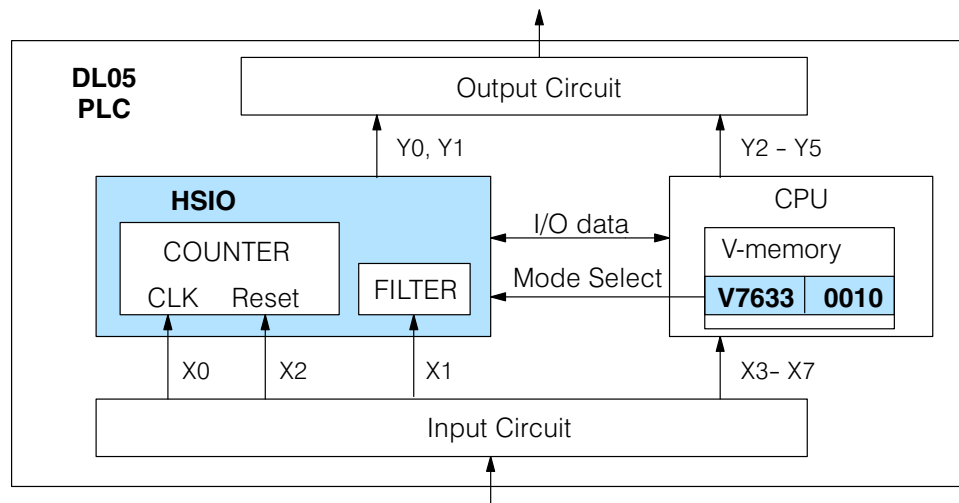 DL05
PLC
Output Circuit
Y0, Y1
Y2 - Y5
HSIO
CPU
COUNTER
CLK Reset
FILTER
I/O data
Mode Select
V-memory
V7633 0010
X0
X2
X1
X3- X7
Input Circuit